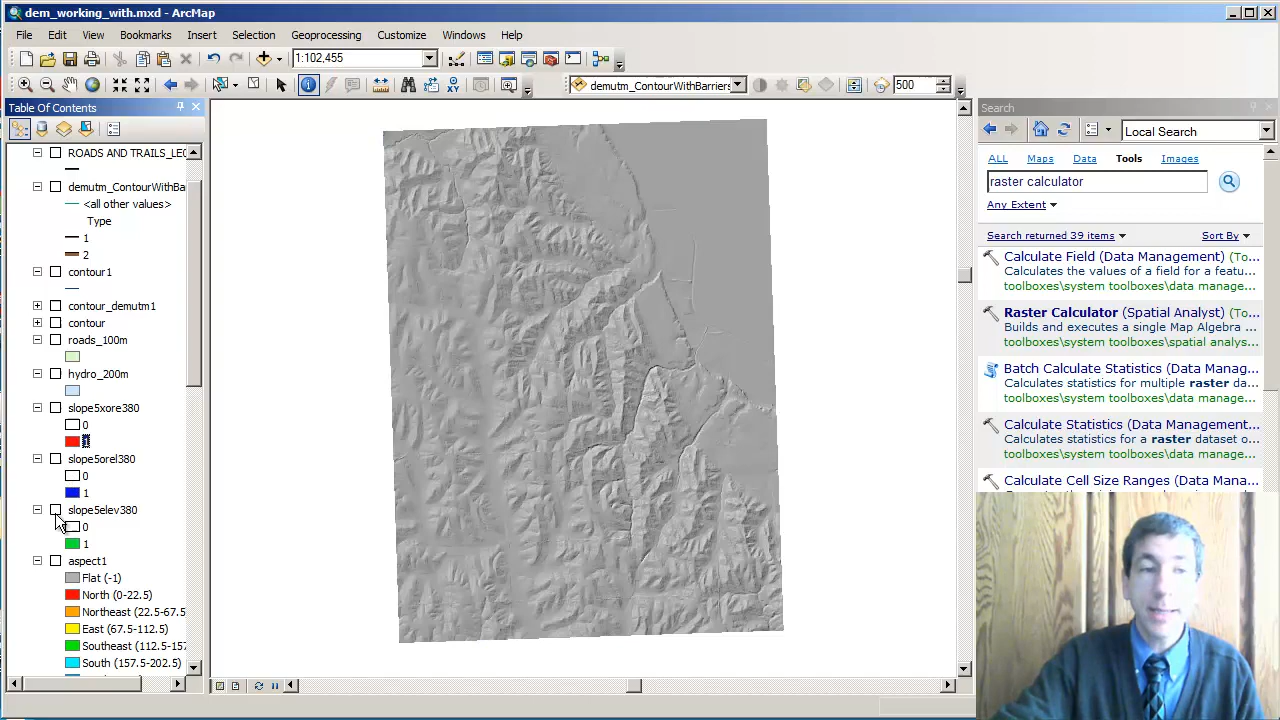 dem_working_with.mxd - ArcMap
File Edit View Bookmarks Insert Selection Geoprocessing Customize Windows Help
1:102,455
demutm_ContourWithBarriers
500
Table Of Contents
ROADS AND TRAILS_LEG
demutm_ContourWithBa
<all other values>
Type
1
2
contour1
contour_demutm1
contour
roads_100m
hydro_200m
slope5xore380
0
1
slope5orel380
0
1
slope5elev380
0
1
aspect1
Flat (-1)
North (0-22.5)
Northeast (22.5-67.5
East (67.5-112.5)
Southeast (112.5-157
South (157.5-202.5)
Search
Local Search
ALL Maps Data Tools Images
raster calculator
Any Extent
Search returned 39 items Sort By
Calculate Field (Data Management) (To...
Calculates the values of a field for a featu...
toolboxes\system toolboxes\data manage...
Raster Calculator (Spatial Analyst) (To...
Builds and executes a single Map Algebra ...
toolboxes\system toolboxes\spatial analys...
Batch Calculate Statistics (Data Manag...
Calculates statistics for multiple raster da...
toolboxes\system toolboxes\data manage...
Calculate Statistics (Data Management...
Calculates statistics for a raster dataset o...
toolboxes\system toolboxes\data manage...
Calculate Cell Size Ranges (Data Mana...